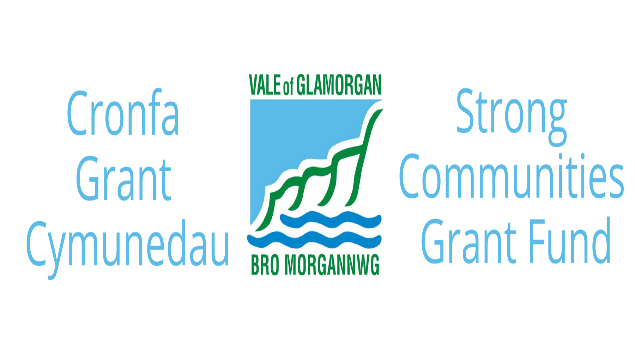 Cronfa
Grant
Cymunedau
VALE of GLAMORGAN
BRO MORGANNWG
Strong
Communities
Grant Fund